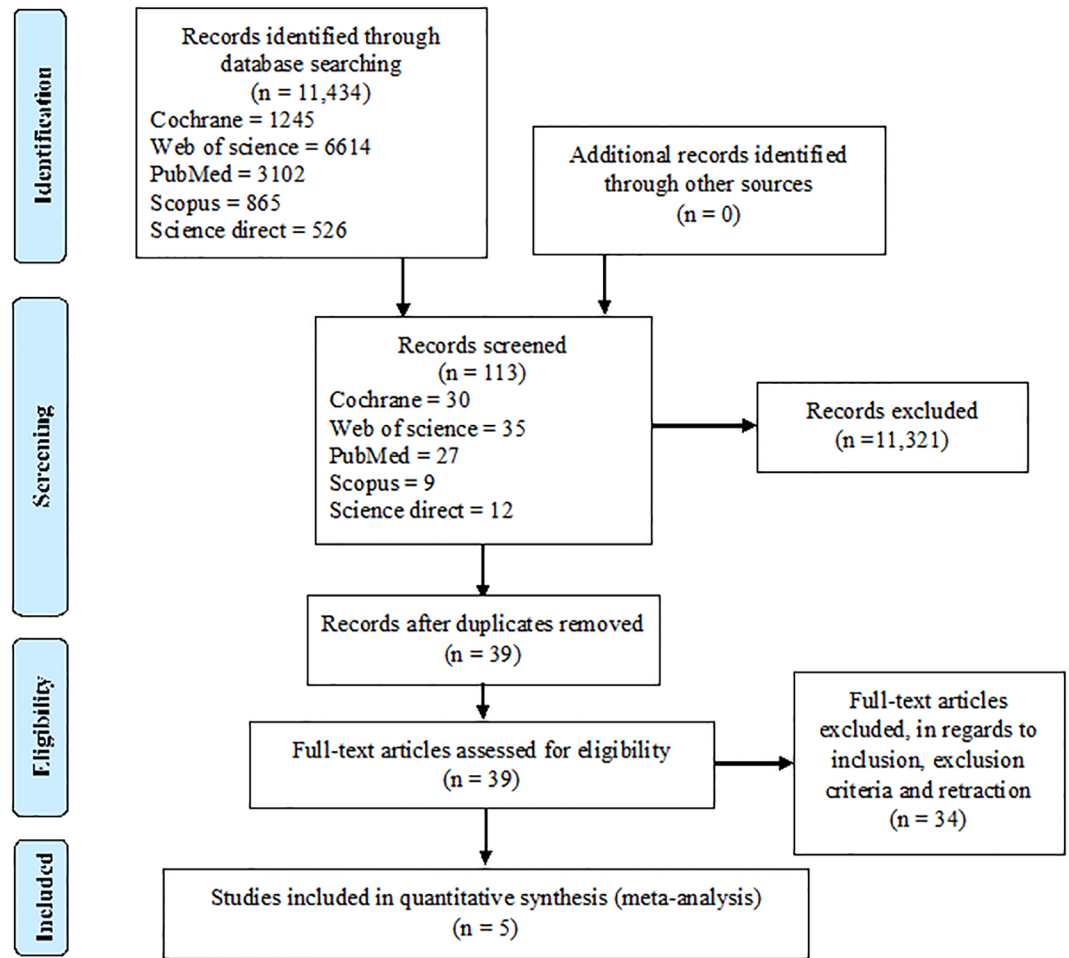 Identification
Records identified through
database searching
(n = 11,434)
Cochrane = 1245
Web of science = 6614
PubMed = 3102
Scopus = 865
Science direct = 526
Additional records identified
through other sources
(n = 0)
Screening
Records screened
(n = 113)
Cochrane = 30
Web of science = 35
PubMed = 27
Scopus = 9
Science direct = 12
Records excluded
(n =11,321)
Records after duplicates removed
(n = 39)
Eligibility
Full-text articles assessed for eligibility
(n = 39)
Full-text articles
excluded, in regards to
inclusion, exclusion
criteria and retraction
(n = 34)
Included
Studies included in quantitative synthesis (meta-analysis)
(n = 5)